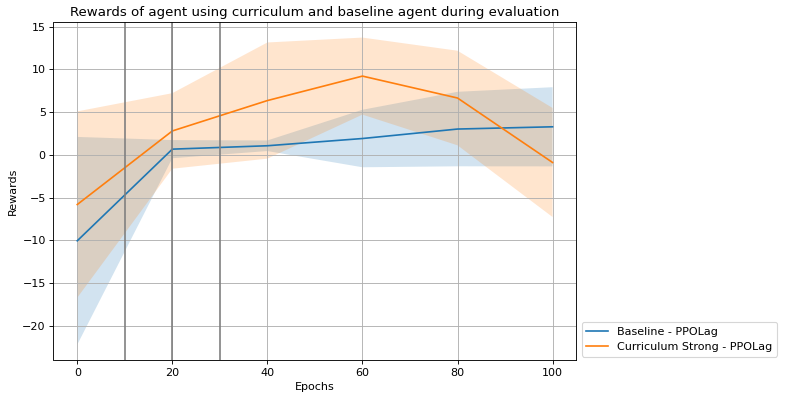 Rewards of agent using curriculum and baseline agent during evaluation
15
10
5
0
−5
−10
−15
−20
Rewards
0 20 40 60 80 100
Epochs
Baseline - PPOLag
Curriculum Strong - PPOLag